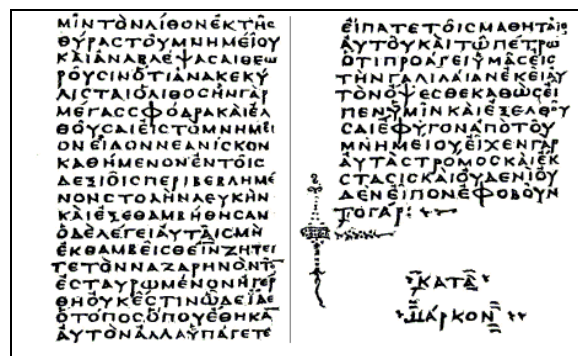 ΜΙΝΤΟΝΛΙΘΟΝΕΚΤΗϹ
ΘΥΡΑϹΤΟΥΜΝΗΜΕΙΟΥ
ΚΑΙΑΝΑΒΛΕΨΑϹΑΙΘΕΩ
ΡΟΥϹΙΝΟΤΙΑΝΑΚΕΚΥ
ΛΙϹΤΑΙΟΛΙΘΟϹΗΝΓΑΡ
ΜΕΓΑϹϹΦΟΔΡΑΚΑΙΕΛ
ΘΟΥϹΑΙΕΙϹΤΟΜΝΗΜΕΙ
ΟΝΕΙΔΟΝΝΕΑΝΙϹΚΟΝ
ΚΑΘΗΜΕΝΟΝΕΝΤΟΙϹ
ΔΕΞΙΟΙϹΠΕΡΙΒΕΒΛΗΜΕ
ΝΟΝϹΤΟΛΗΝΛΕΥΚΗΝ
ΚΑΙΕΞΕΘΑΜΒΗΘΗϹΑΝ
ΟΔΕΛΕΓΕΙΑΥΤΑΙϹΜΗ
ΕΚΘΑΜΒΕΙϹΘΕΙΝΖΗΤΕΙ
ΤΕΤΟΝΝΑΖΑΡΗΝΟΝΤΟ
ΕϹΤΑΥΡΩΜΕΝΟΝΗΓΕΡ
ΘΗΟΥΚΕϹΤΙΝΩΔΕΙΔΕ
ΟΤΟΠΟϹΟΠΟΥΕΘΗΚΑ
ΑΥΤΟΝΑΛΛΑΥΠΑΓΕΤΕ
ΕΙΠΑΤΕΤΟΙϹΜΑΘΗΤΑΙϹ
ΑΥΤΟΥΚΑΙΤΩΠΕΤΡΩ
ΟΤΙΠΡΟΑΓΕΙΥΜΑϹΕΙϹ
ΤΗΝΓΑΛΙΛΑΙΑΝΕΚΕΙΑΥ
ΤΟΝΟΨΕϹΘΕΚΑΘΩϹΕΙ
ΠΕΝΥΜΙΝΚΑΙΕΞΕΛΘΟΥ
ϹΑΙΕΦΥΓΟΝΑΠΟΤΟΥ
ΜΝΗΜΕΙΟΥΕΙΧΕΝΓΑΡ
ΑΥΤΑϹΤΡΟΜΟϹΚΑΙΕΚ
ϹΤΑϹΙϹΚΑΙΟΥΔΕΝΙΟΥ
ΔΕΝΕΙΠΟΝΕΦΟΒΟΥΝ
ΤΟΓΑΡ:
ΚΑΤΑ
ΜΑΡΚΟΝ